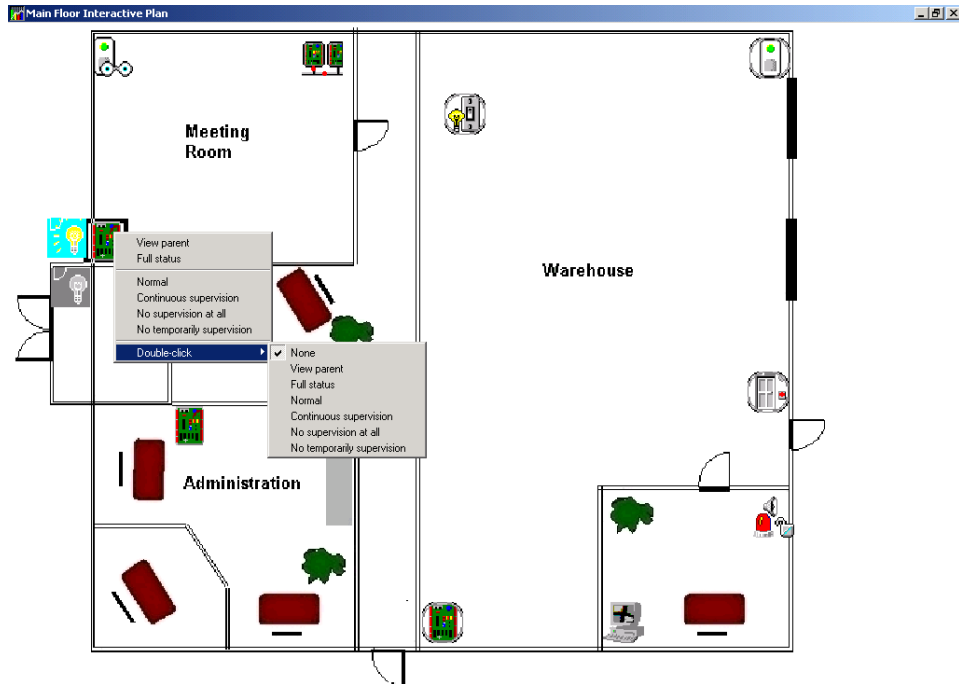 Main Floor Interactive Plan
Meeting
Room
View parent
Full status
Normal
Continuous supervision
No supervision at all
No temporarily supervision
Double-click
None
View parent
Full status
Normal
Continuous supervision
No supervision at all
No temporarily supervision
Warehouse
Administration